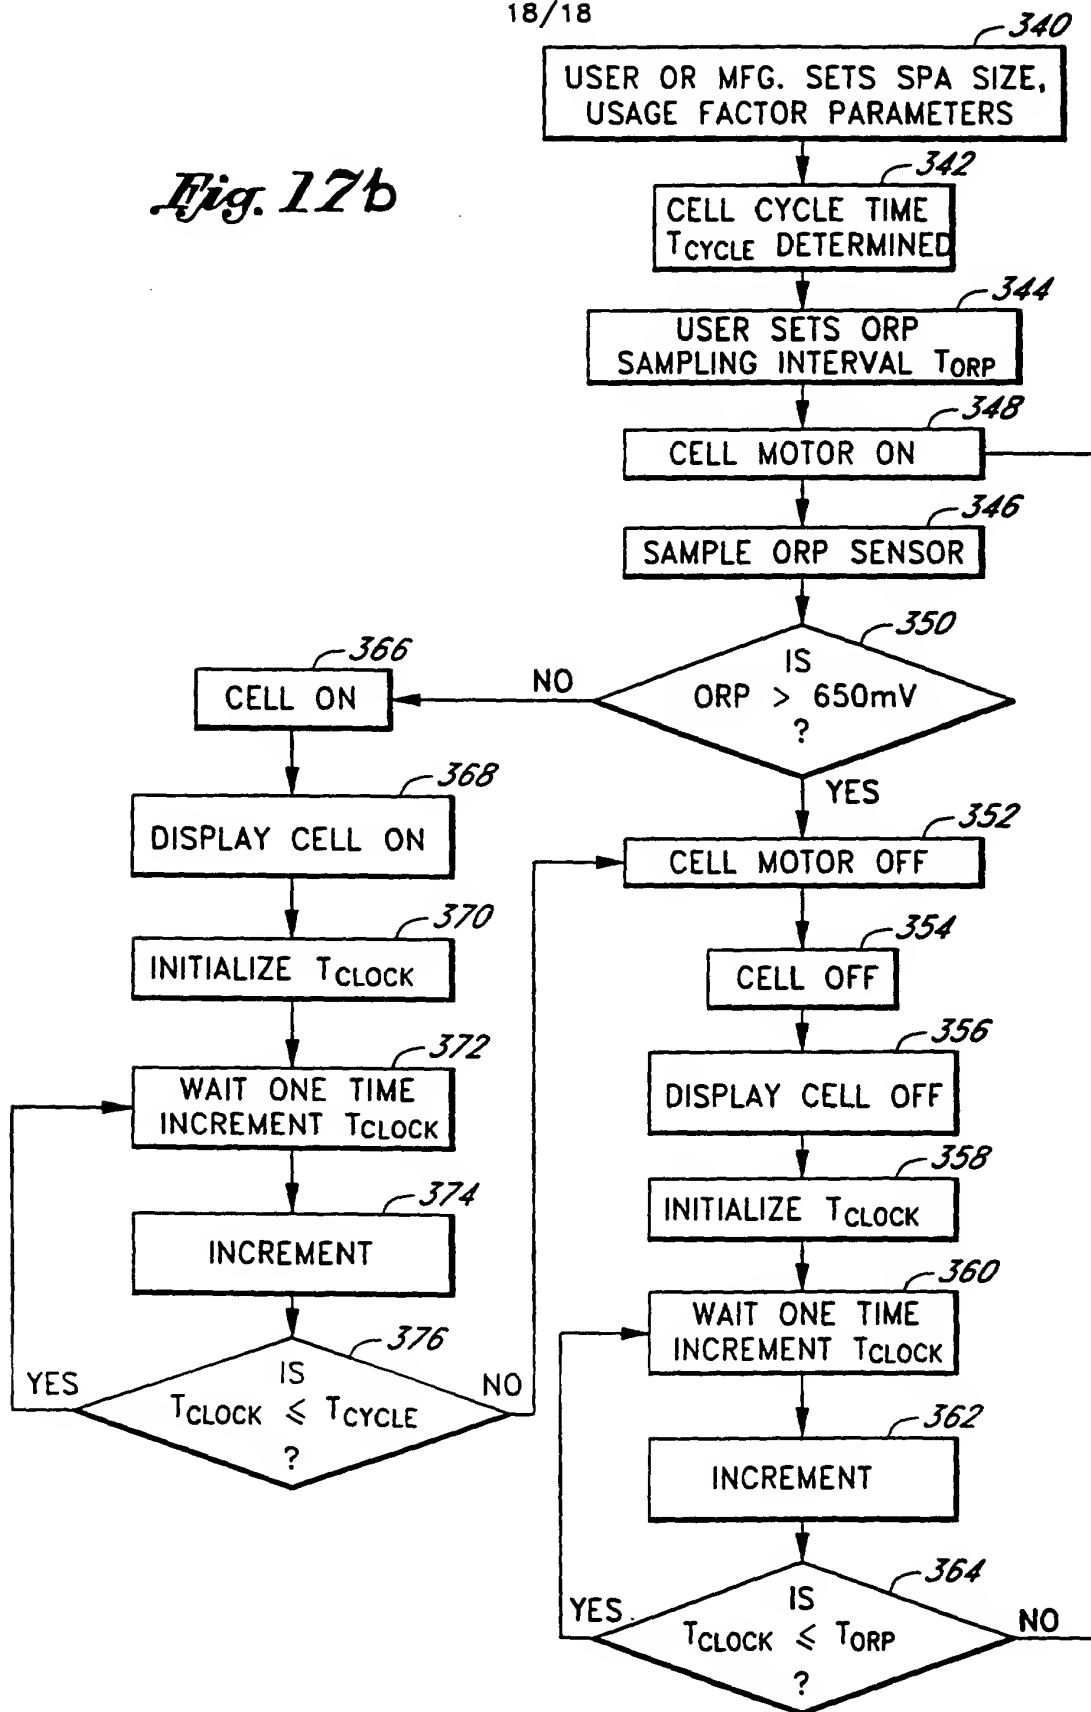 18/18
Fig. 17b
340
USER OR MFG. SETS SPA SIZE,
USAGE FACTOR PARAMETERS
342
CELL CYCLE TIME
TCYCLE DETERMINED
344
USER SETS ORP
SAMPLING INTERVAL TORP
348
CELL MOTOR ON
346
SAMPLE ORP SENSOR
350
IS
ORP > 650mV
?
NO
YES
366
CELL ON
368
DISPLAY CELL ON
370
INITIALIZE TCLOCK
372
WAIT ONE TIME
INCREMENT TCLOCK
374
INCREMENT
376
IS
TCLOCK ⩽ TCYCLE
?
YES
NO
352
CELL MOTOR OFF
354
CELL OFF
356
DISPLAY CELL OFF
358
INITIALIZE TCLOCK
360
WAIT ONE TIME
INCREMENT TCLOCK
362
INCREMENT
364
IS
TCLOCK ⩽ TORP
?
YES
NO